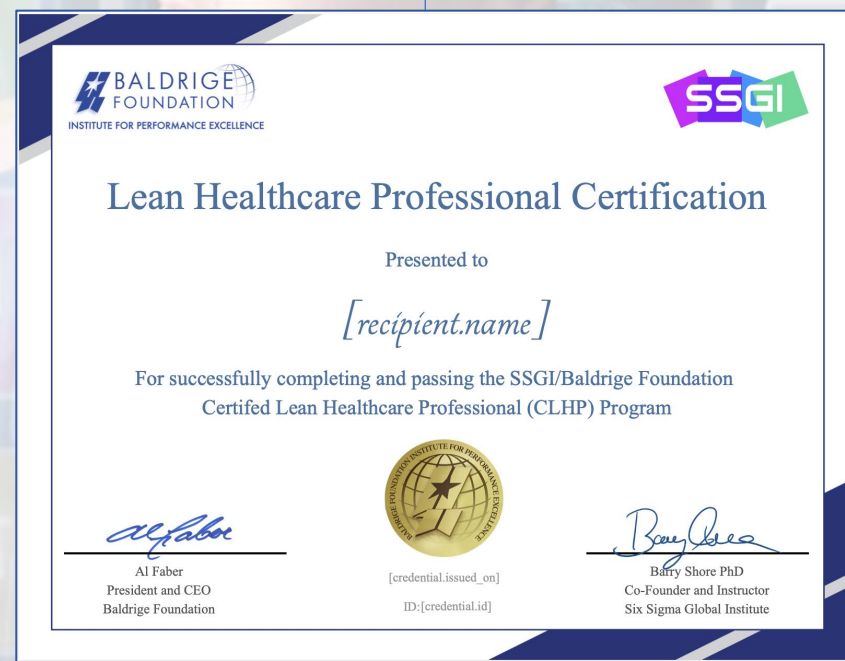 BALDRIGE
FOUNDATION
INSTITUTE FOR PERFORMANCE EXCELLENCE
SSGI
Lean Healthcare Professional Certification
Presented to
[recipient.name]
For successfully completing and passing the SSGI/Baldrige Foundation
Certifed Lean Healthcare Professional (CLHP) Program
BALDRIGE FOUNDATION INSTITUTE FOR PERFORMANCE EXCELLENCE
Al Faber
President and CEO
Baldrige Foundation
[credential.issued_on]
ID:[credential.id]
Barry Shore PhD
Co-Founder and Instructor
Six Sigma Global Institute